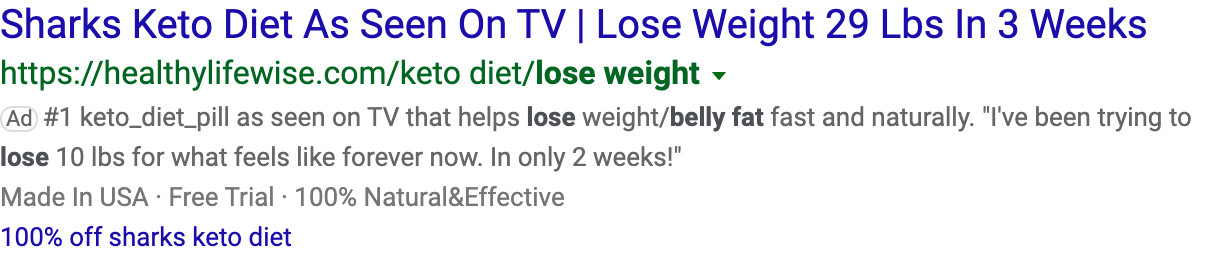 Sharks Keto Diet As Seen On TV | Lose Weight 29 Lbs In 3 Weeks
https://healthylifewise.com/keto diet/lose weight
Ad #1 keto_diet_pill as seen on TV that helps lose weight/belly fat fast and naturally. "I've been trying to
lose 10 lbs for what feels like forever now. In only 2 weeks!"
Made In USA · Free Trial · 100% Natural&Effective
100% off sharks keto diet